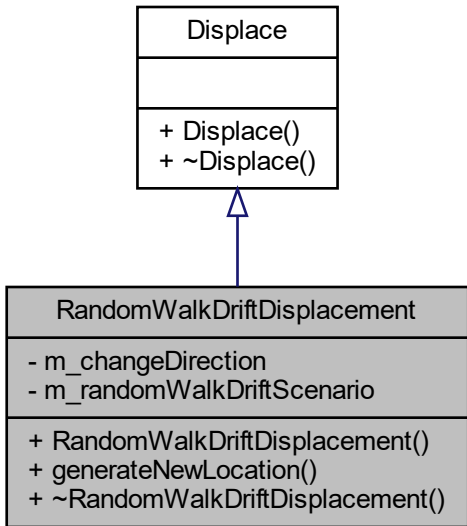 Displace
+ Displace()
+ ~Displace()
RandomWalkDriftDisplacement
- m_changeDirection
- m_randomWalkDriftScenario
+ RandomWalkDriftDisplacement()
+ generateNewLocation()
+ ~RandomWalkDriftDisplacement()